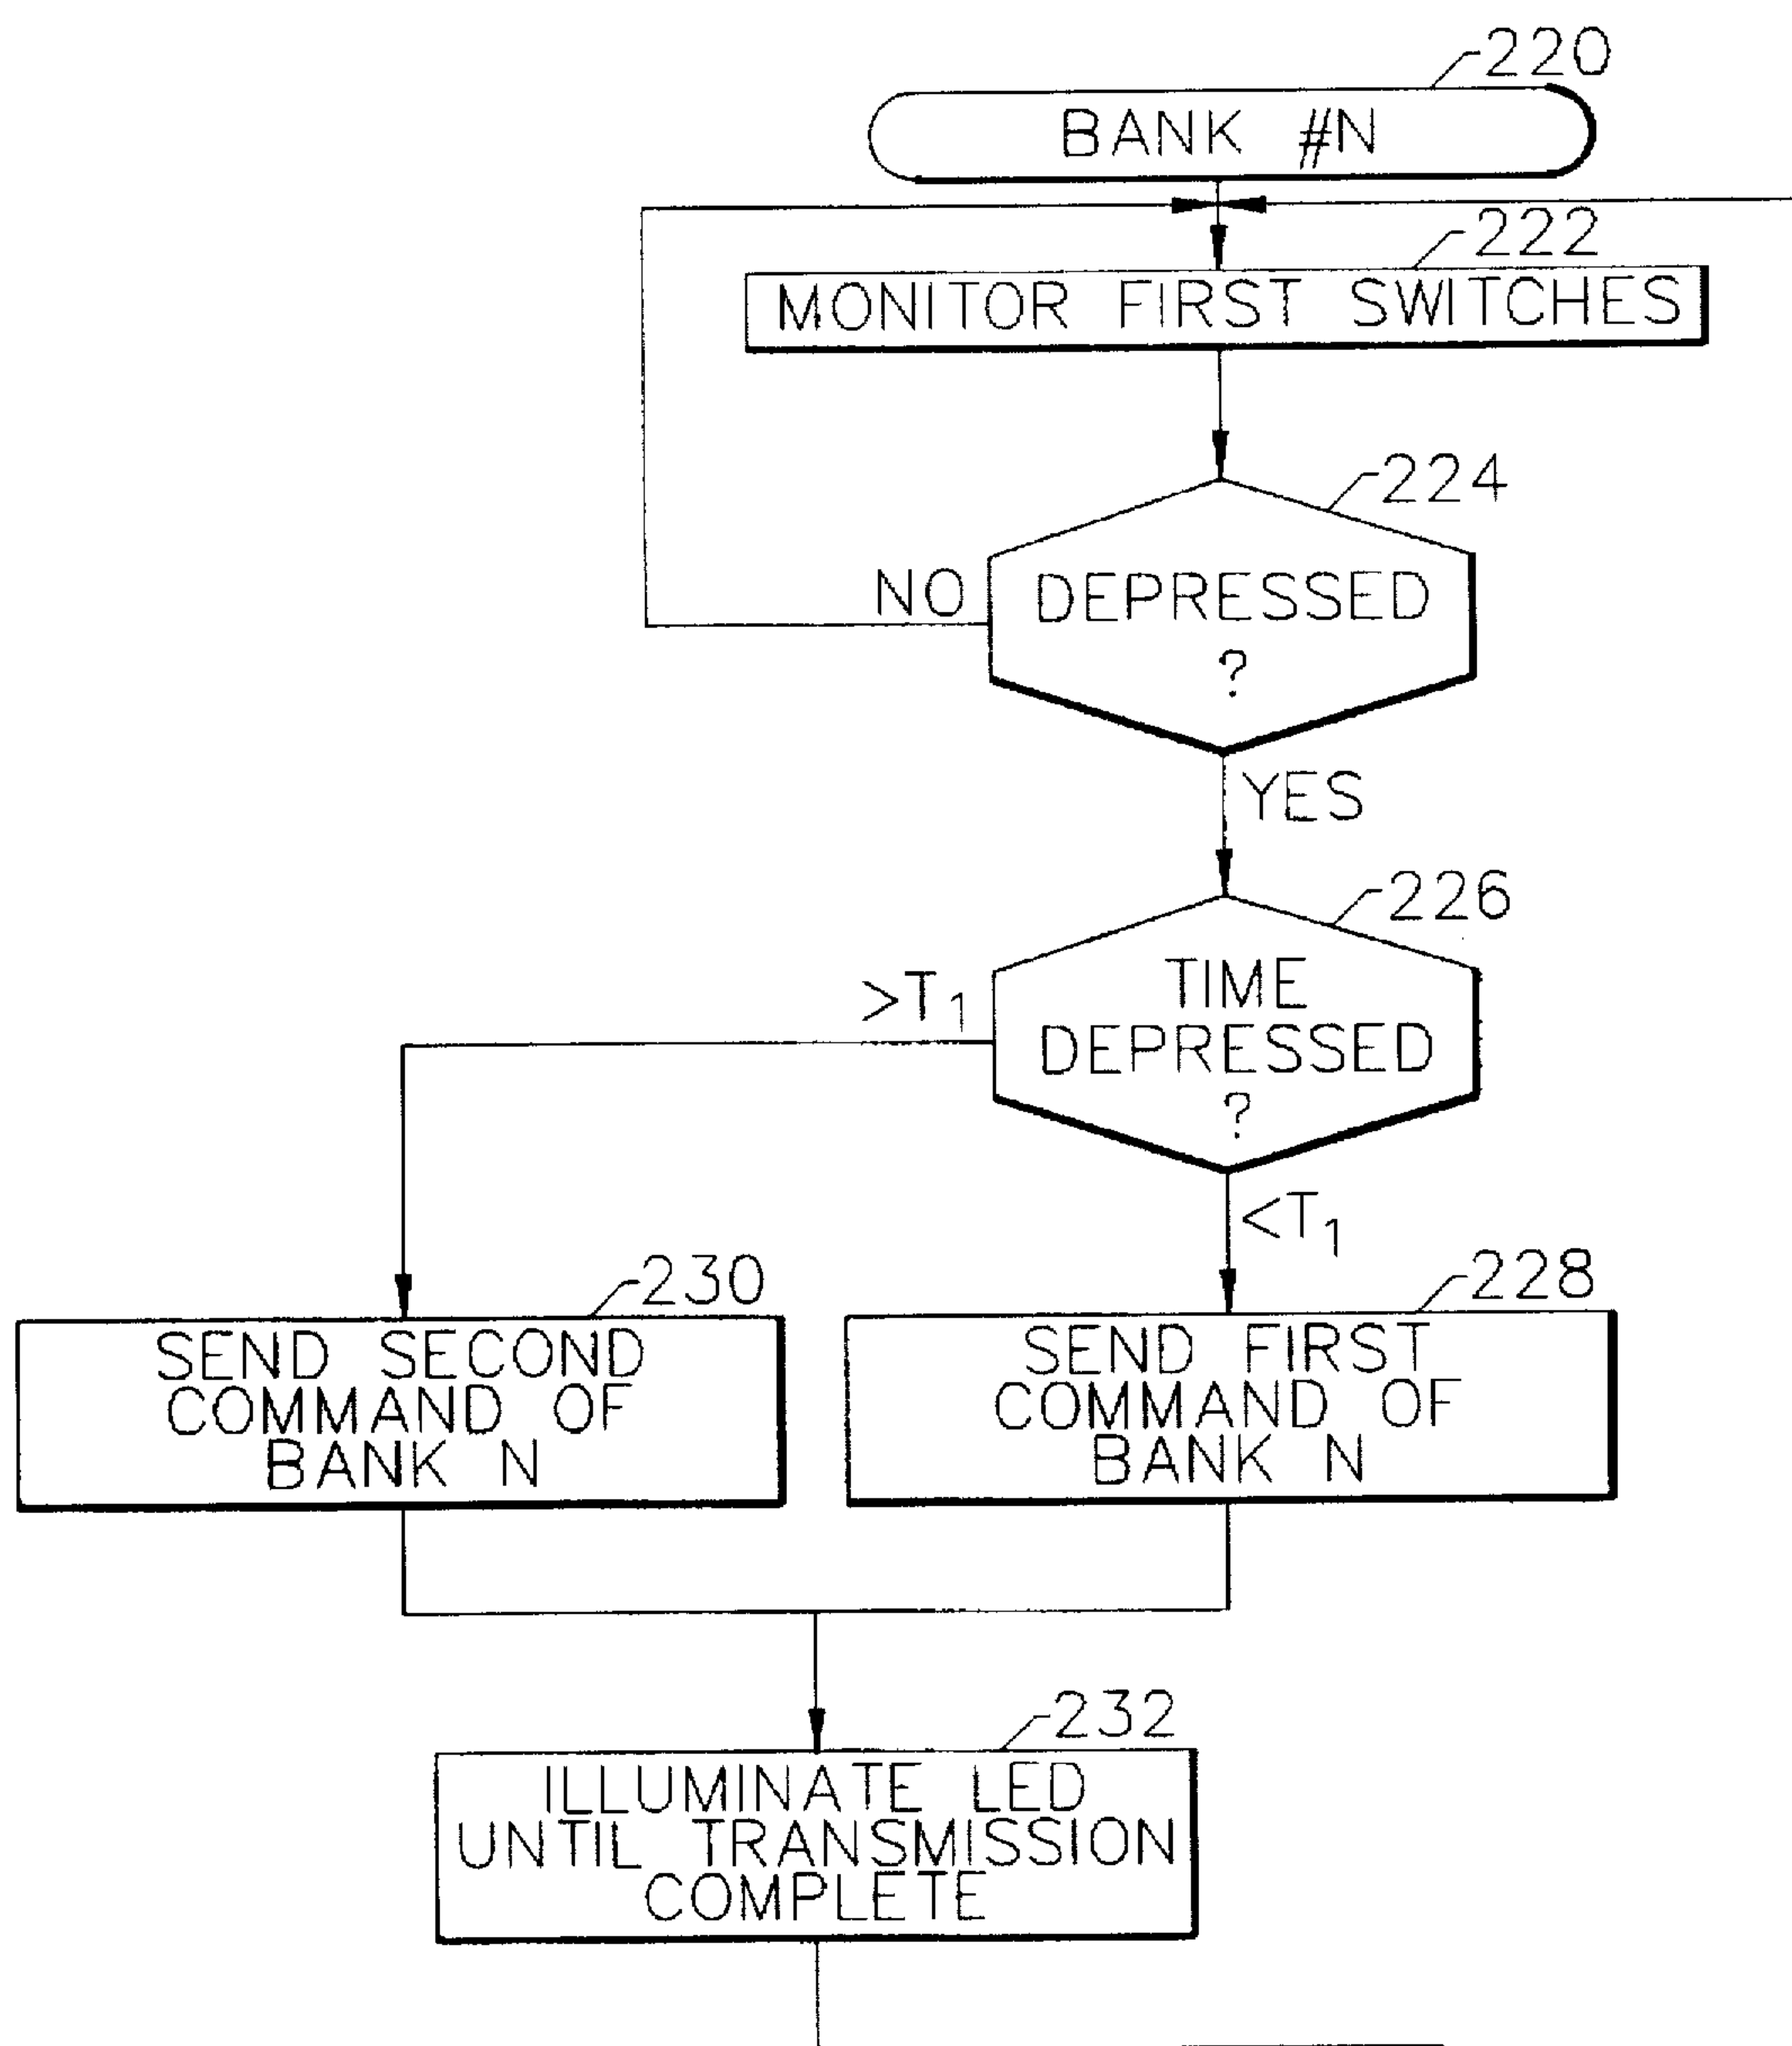 220
BANK #N
222
MONITOR FIRST SWITCHES
224
NO
DEPRESSED
?
YES
226
>T1
TIME
DEPRESSED
?
<T1
230
228
SEND SECOND
COMMAND OF
BANK N
SEND FIRST
COMMAND OF
BANK N
232
ILLUMINATE LED
UNTIL TRANSMISSION
COMPLETE